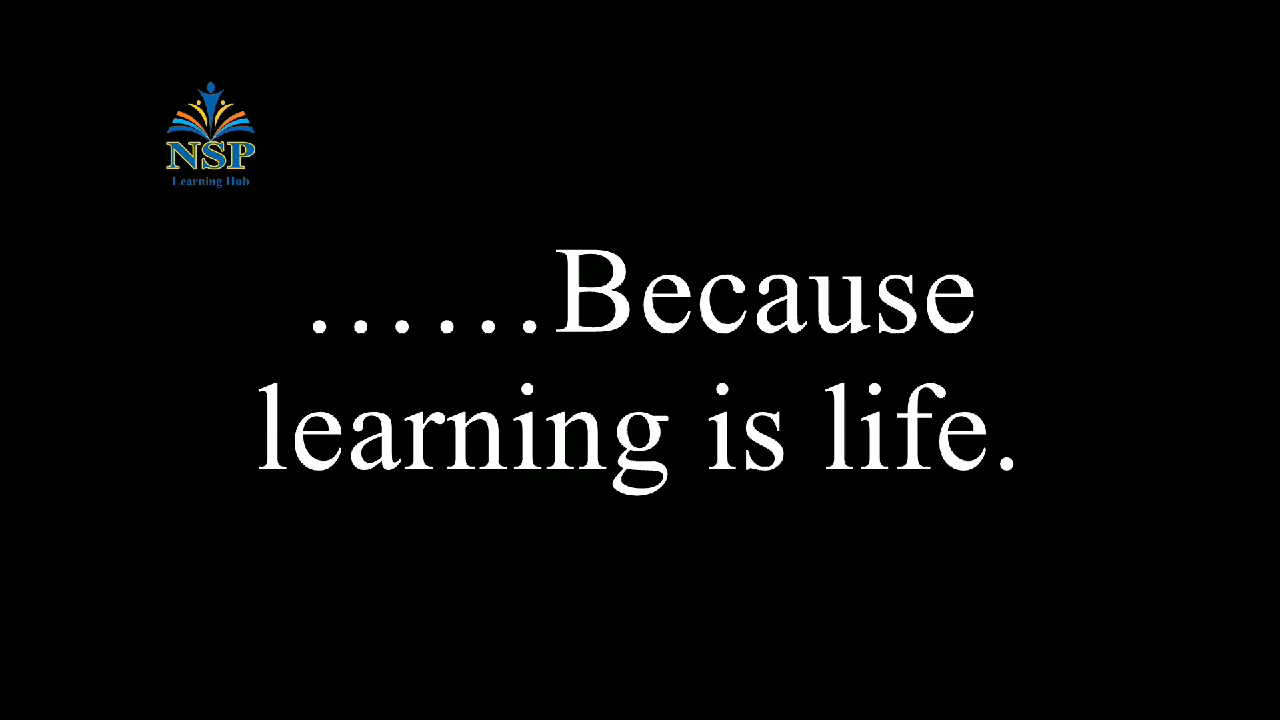 NSP
Learning Hub
......Because
learning is life.